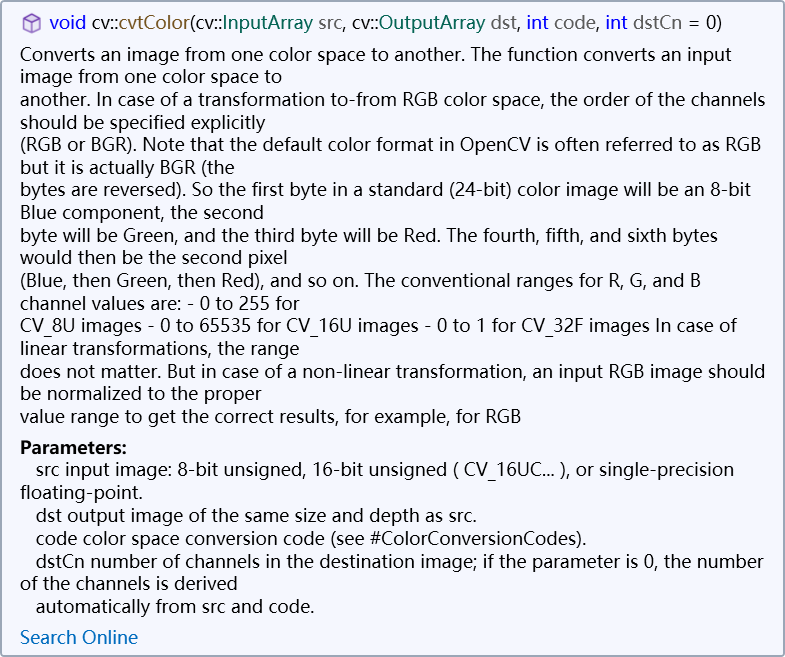 void cv::cvtColor(cv::InputArray src, cv::OutputArray dst, int code, int dstCn = 0)
Converts an image from one color space to another. The function converts an input
image from one color space to
another. In case of a transformation to-from RGB color space, the order of the channels
should be specified explicitly
(RGB or BGR). Note that the default color format in OpenCV is often referred to as RGB
but it is actually BGR (the
bytes are reversed). So the first byte in a standard (24-bit) color image will be an 8-bit
Blue component, the second
byte will be Green, and the third byte will be Red. The fourth, fifth, and sixth bytes
would then be the second pixel
(Blue, then Green, then Red), and so on. The conventional ranges for R, G, and B
channel values are: - 0 to 255 for
CV_8U images - 0 to 65535 for CV_16U images - 0 to 1 for CV_32F images In case of
linear transformations, the range
does not matter. But in case of a non-linear transformation, an input RGB image should
be normalized to the proper
value range to get the correct results, for example, for RGB
Parameters:
src input image: 8-bit unsigned, 16-bit unsigned ( CV_16UC... ), or single-precision
floating-point.
dst output image of the same size and depth as src.
code color space conversion code (see #ColorConversionCodes).
dstCn number of channels in the destination image; if the parameter is 0, the number
of the channels is derived
automatically from src and code.
Search Online